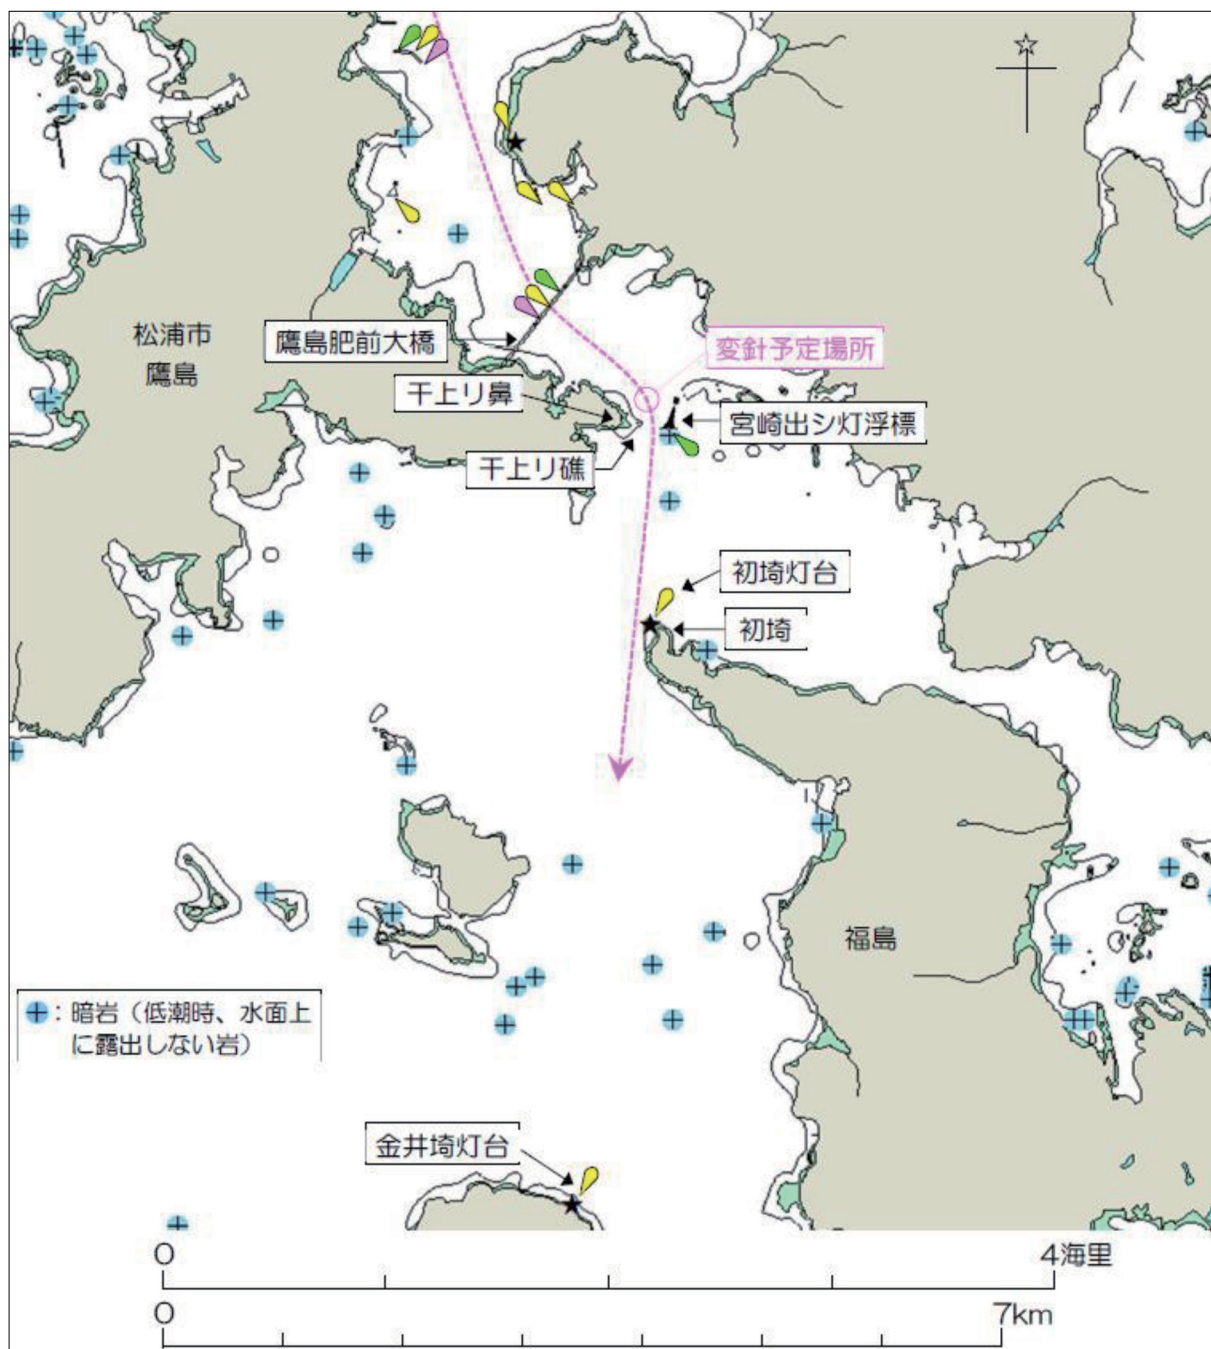 松浦市
鷹島
鷹島肥前大橋
変針予定場所
干上り鼻
宮崎出シ灯浮標
干上り礁
初埼灯台
初埼
福島
：暗岩（低潮時、水面上
に露出しない岩）
金井埼灯台
0
4海里
0
7km